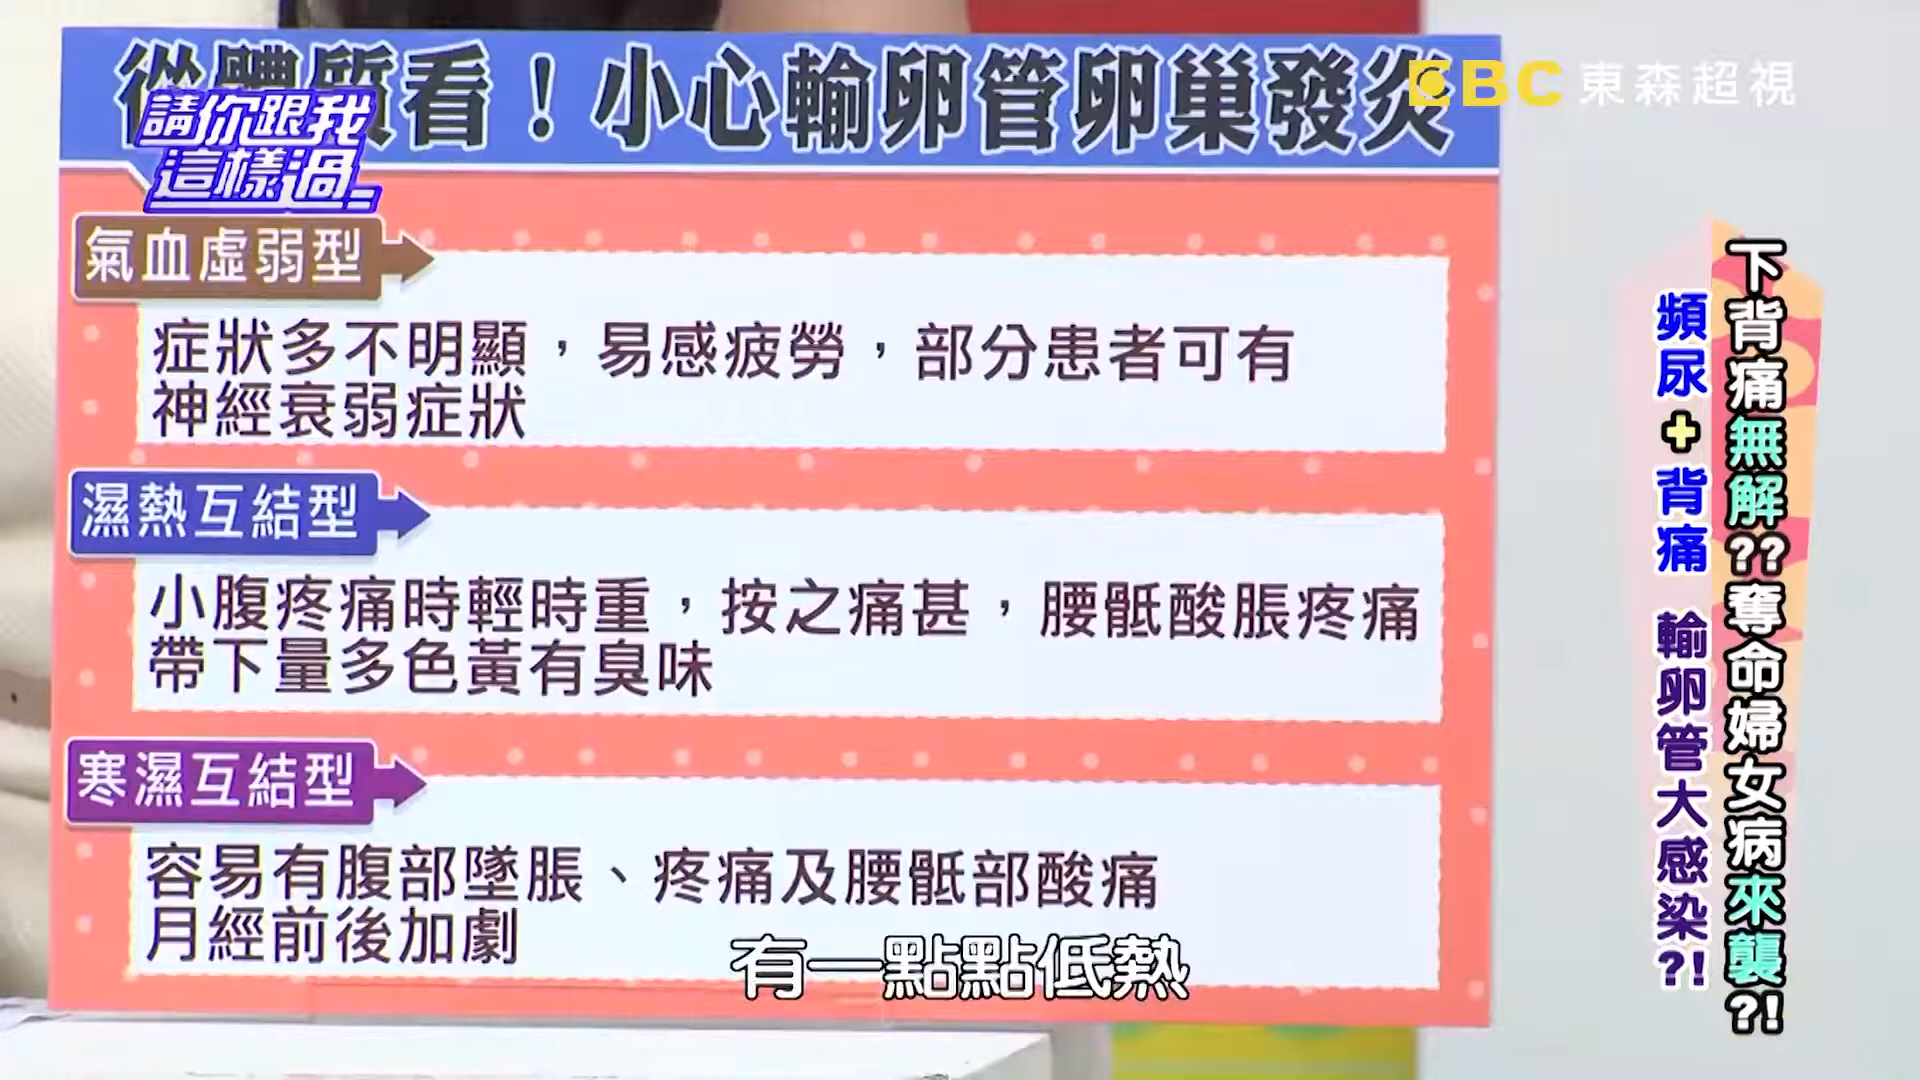 從體質看！小心輸卵管卵巢發炎
請你跟我
這樣過
EBC 東森超視
氣血虛弱型
症狀多不明顯，易感疲勞，部分患者可有
神經衰弱症狀
濕熱互結型
小腹疼痛時輕時重，按之痛甚，腰骶酸脹疼痛
帶下量多色黃有臭味
寒濕互結型
容易有腹部墜脹、疼痛及腰骶部酸痛
月經前後加劇
有一點點低熱
下背痛無解??奪命婦女病來襲?!
頻尿+背痛 輸卵管大感染?!